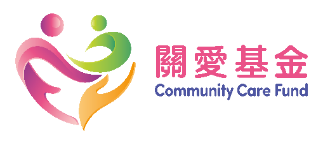 關愛基金
Community Care Fund